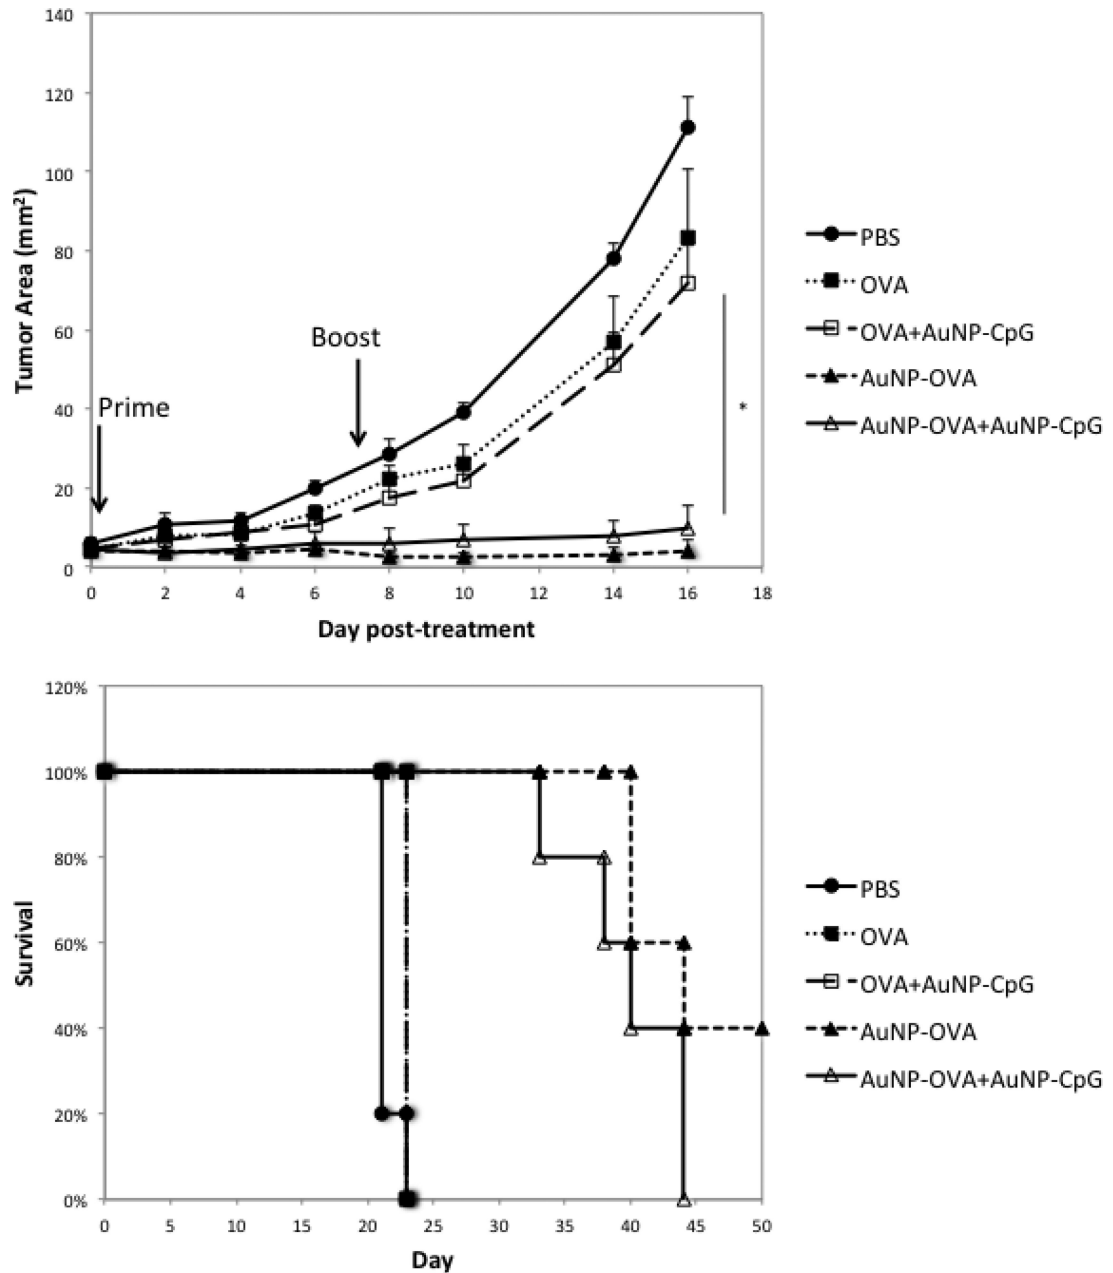 140
120
100
80
60
40
20
0
Tumor Area (mm²)
Prime
Boost
*
0 2 4 6 8 10 12 14 16 18
Day post-treatment
PBS
OVA
OVA+AuNP-CpG
AuNP-OVA
AuNP-OVA+AuNP-CpG
120%
100%
80%
60%
40%
20%
0%
Survival
0 5 10 15 20 25 30 35 40 45 50
Day
PBS
OVA
OVA+AuNP-CpG
AuNP-OVA
AuNP-OVA+AuNP-CpG